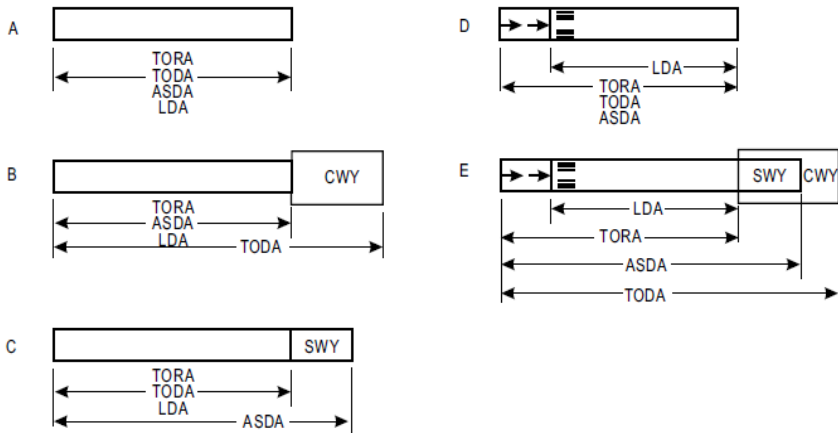 A
TORA
TODA
ASDA
LDA
B
CWY
TORA
ASDA
LDA TODA
C
SWY
TORA
TODA
LDA
ASDA
D
LDA
TORA
TODA
ASDA
E
SWY CWY
LDA
TORA
ASDA
TODA